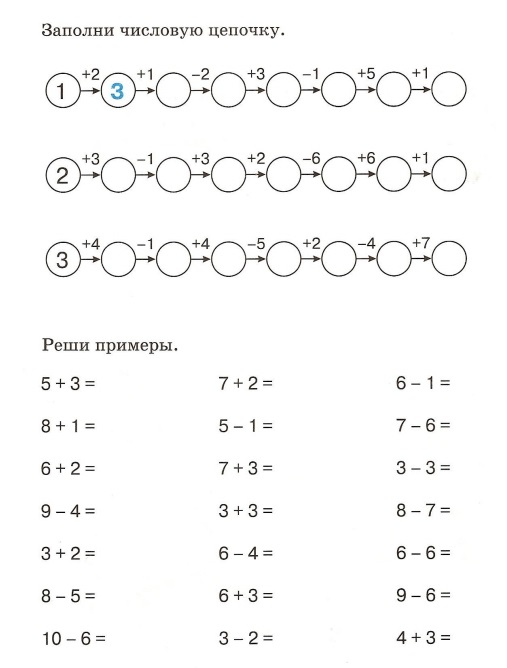 Заполни числовую цепочку.
+2 +1 −2 +3 −1 +5 +1
1 3
+3 −1 +3 +2 −6 +6 +1
2
+4 −1 +4 −5 +2 −4 +7
3
Реши примеры.
5 + 3 = 7 + 2 = 6 − 1 =
8 + 1 = 5 − 1 = 7 − 6 =
6 + 2 = 7 + 3 = 3 − 3 =
9 − 4 = 3 + 3 = 8 − 7 =
3 + 2 = 6 − 4 = 6 − 6 =
8 − 5 = 6 + 3 = 9 − 6 =
10 − 6 = 3 − 2 = 4 + 3 =